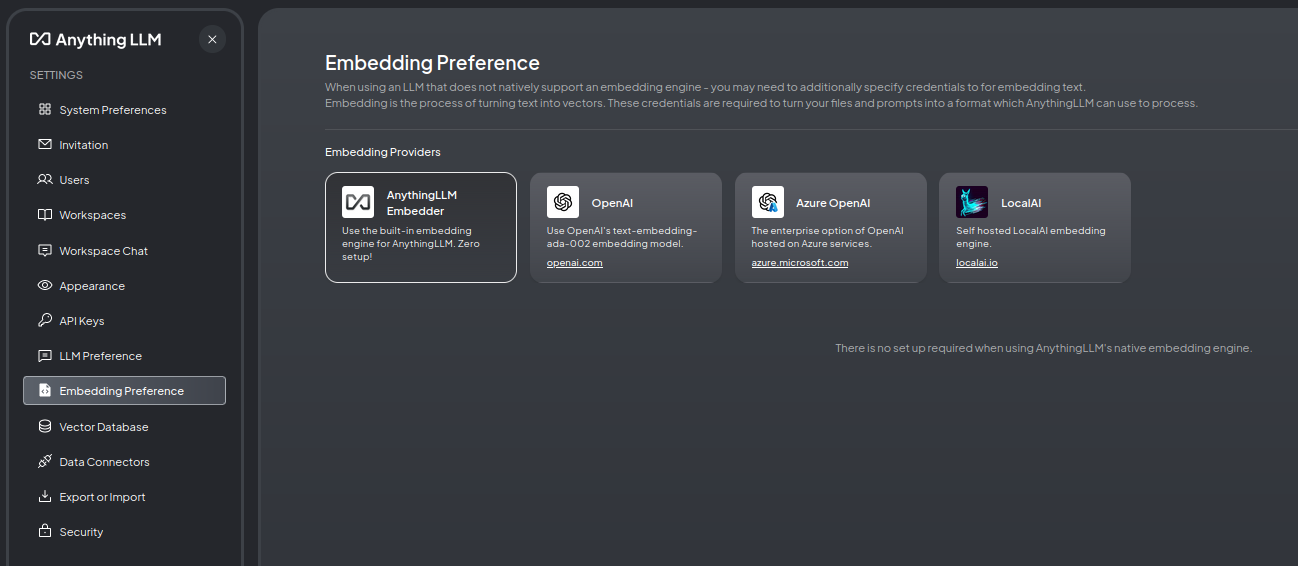 Anything LLM
SETTINGS
System Preferences
Invitation
Users
Workspaces
Workspace Chat
Appearance
API Keys
LLM Preference
Embedding Preference
Vector Database
Data Connectors
Export or Import
Security
Embedding Preference
When using an LLM that does not natively support an embedding engine - you may need to additionally specify credentials to for embedding text.
Embedding is the process of turning text into vectors. These credentials are required to turn your files and prompts into a format which AnythingLLM can use to process.
Embedding Providers
AnythingLLM
Embedder
Use the built-in embedding
engine for AnythingLLM. Zero
setup!
OpenAI
Use OpenAI's text-embedding-
ada-002 embedding model.
openai.com
Azure OpenAI
The enterprise option of OpenAI
hosted on Azure services.
azure.microsoft.com
LocalAI
Self hosted LocalAI embedding
engine.
localai.io
There is no set up required when using AnythingLLM's native embedding engine.